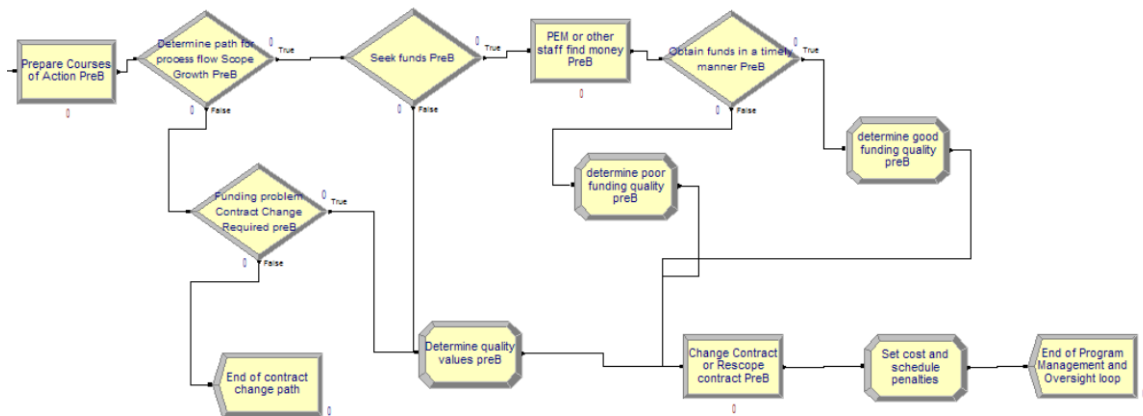 Prepare Courses
of Action PreB
0
Determine path for
process flow Scope
Growth PreB
0
True
0
False
Seek funds PreB
0
True
0
False
PEM or other
staff find money
PreB
0
Obtain funds in a timely
manner PreB
0
True
0
False
determine good
funding quality
preB
determine poor
funding quality
preB
Funding problem
Contract Change
Required preB
0
True
0
False
End of contract
change path
0
Determine quality
values preB
Change Contract
or Rescope
contract PreB
0
Set cost and
schedule
penalties
End of Program
Management and
Oversight loop